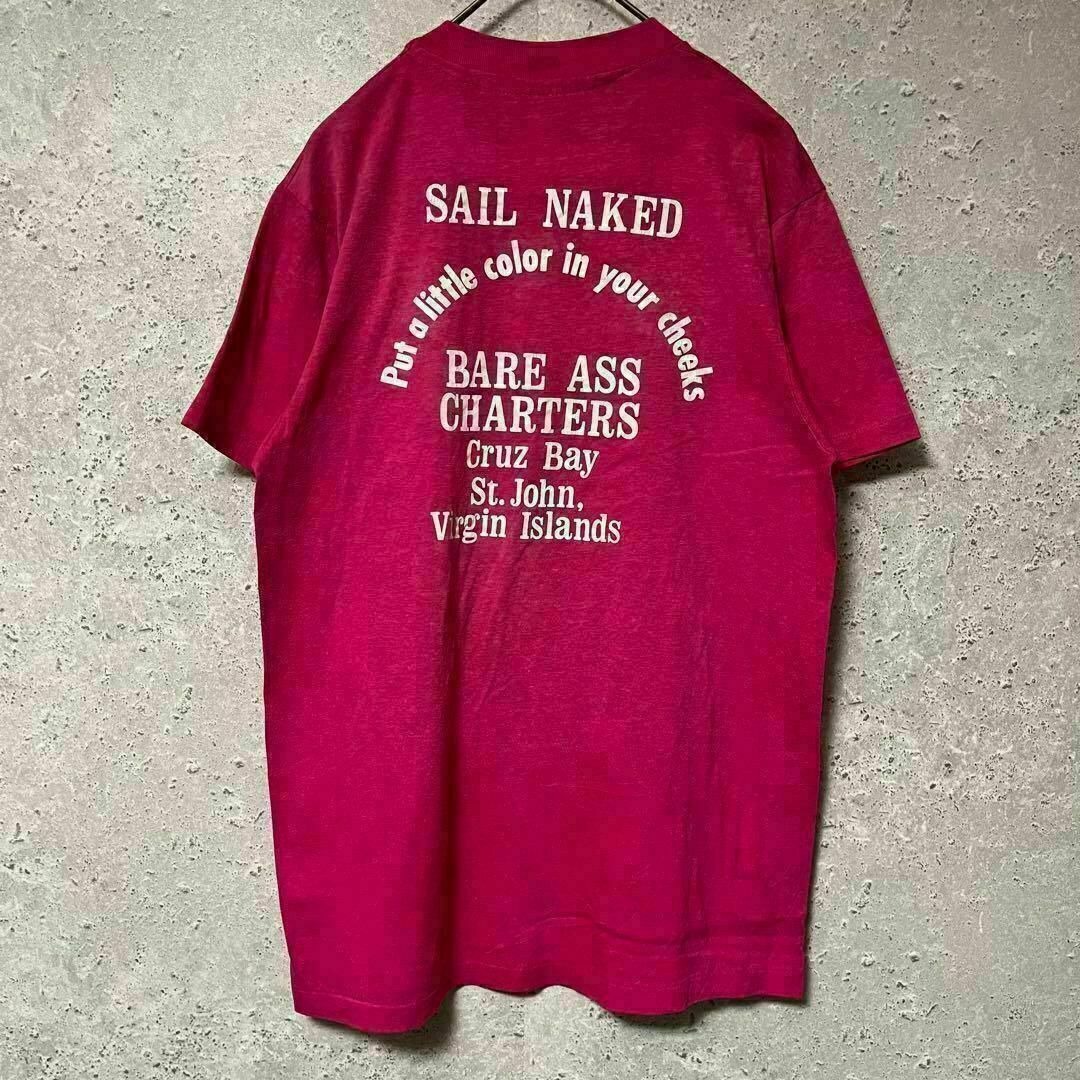 SAIL NAKED
Put a little color in your cheeks
BARE ASS
CHARTERS
Cruz Bay
St. John,
Virgin Islands